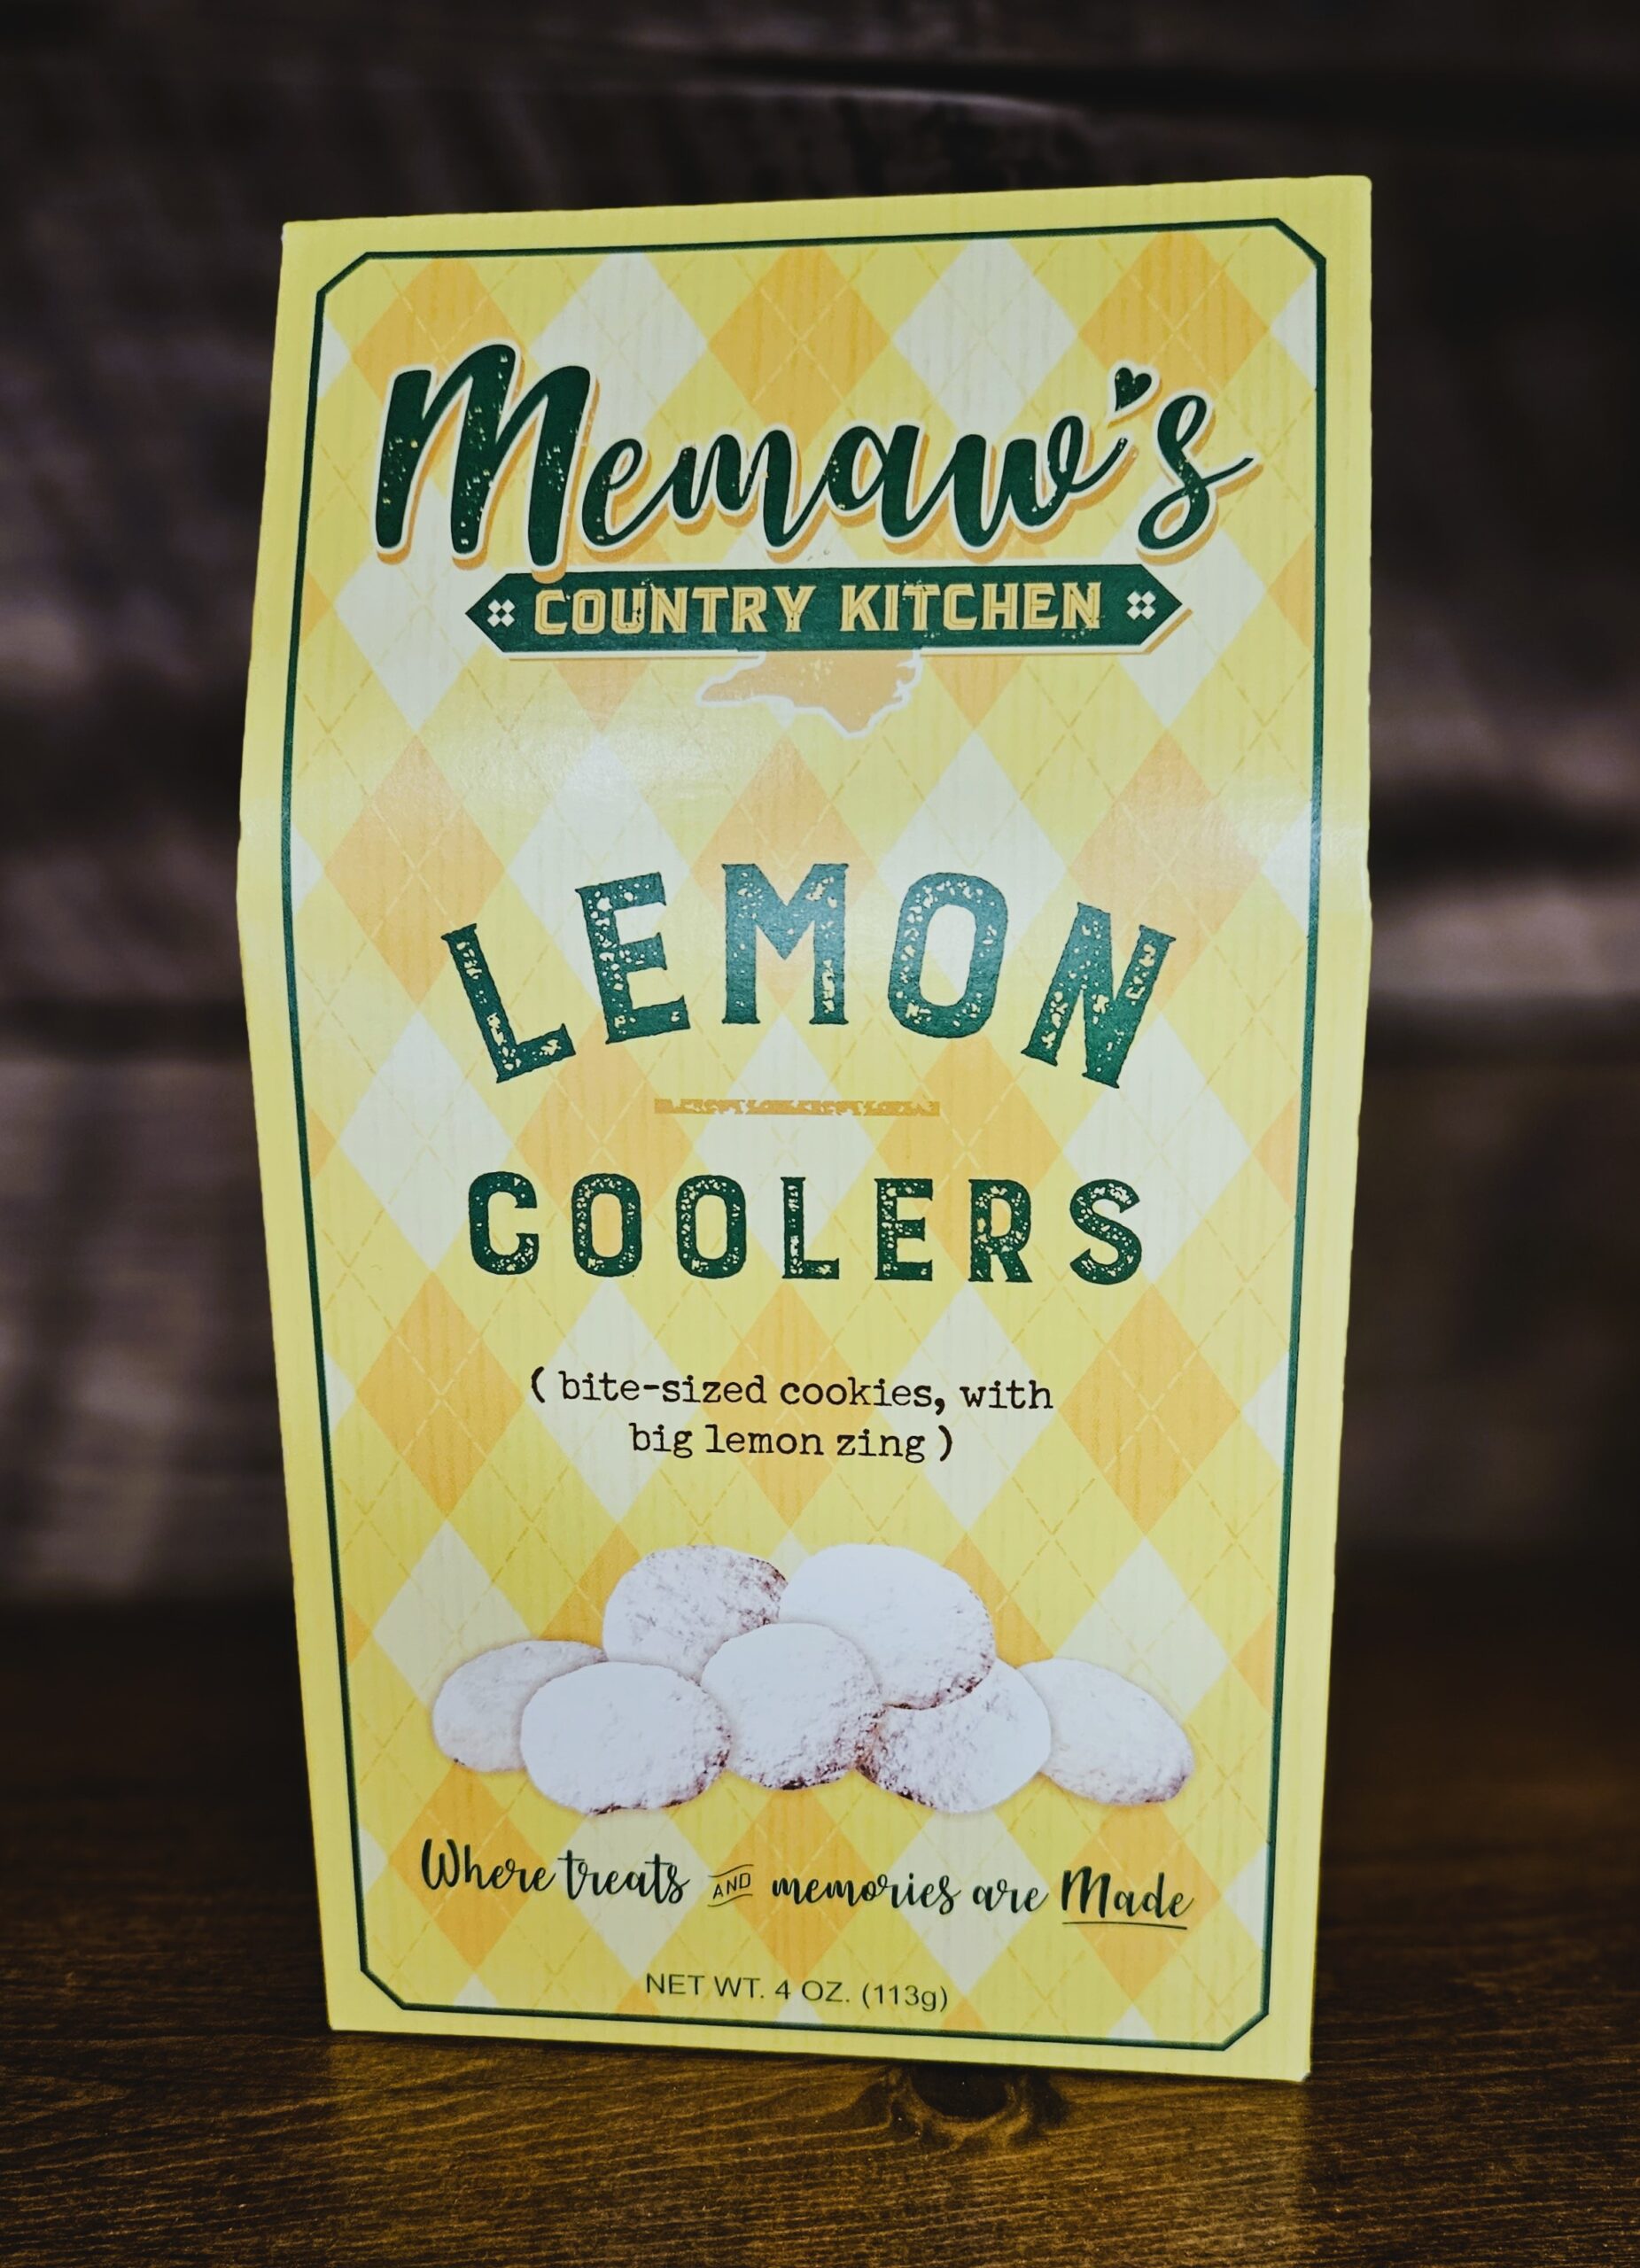 Memaw's
COUNTRY KITCHEN
LEMON
COOLERS
( bite-sized cookies, with
big lemon zing )
Where treats AND memories are Made
NET WT. 4 OZ. (113g)